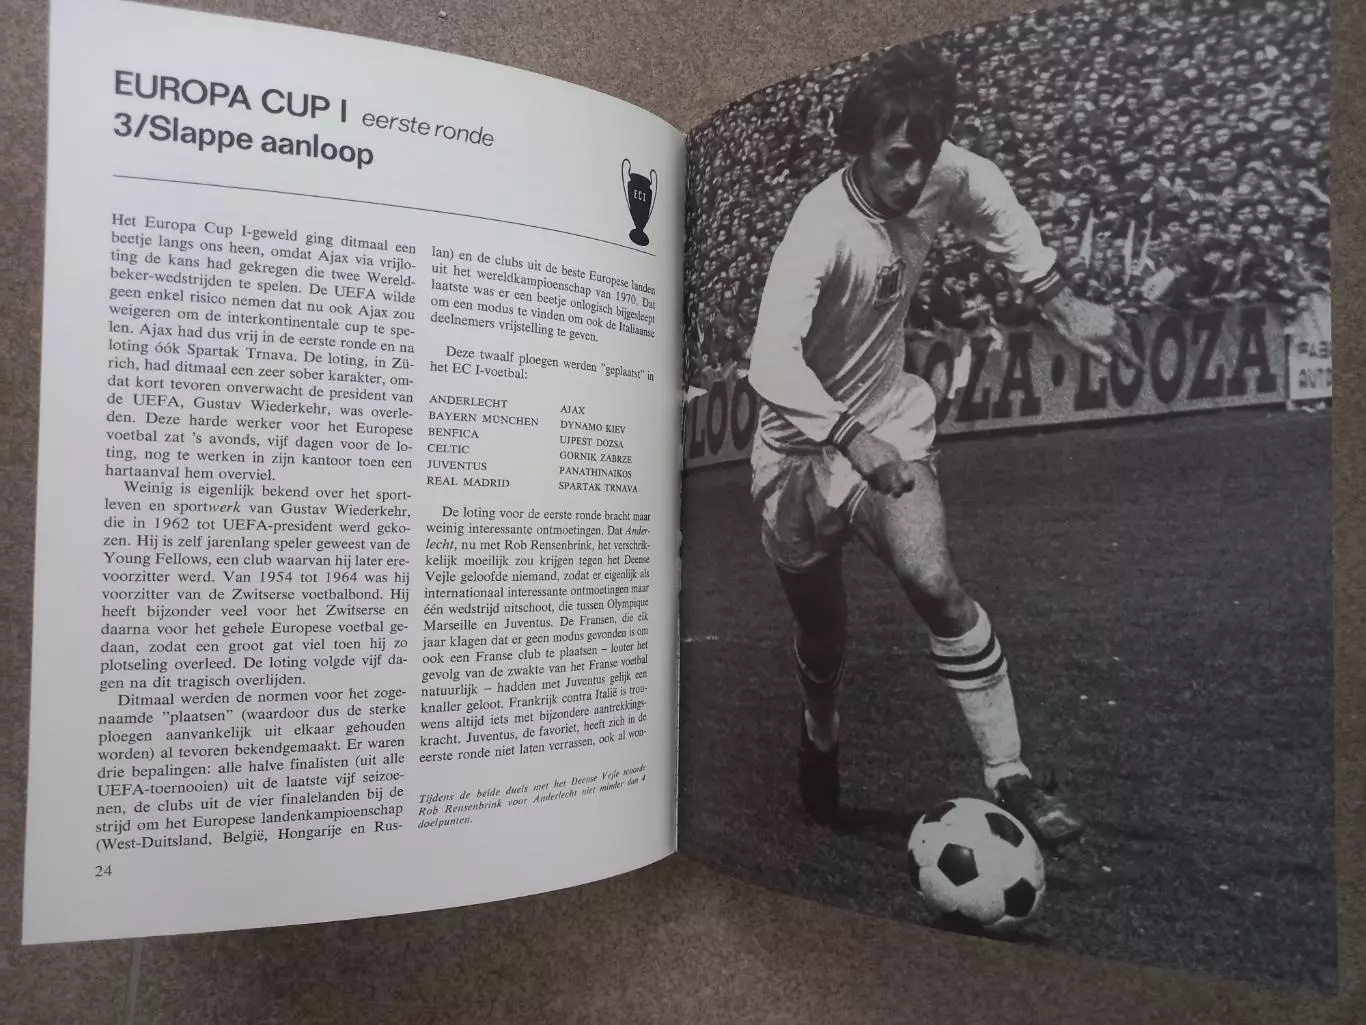 EUROPA CUP I eerste ronde
3/Slappe aanloop
EC I
Het Europa Cup I-geweld ging ditmaal een
beetje langs ons heen, omdat Ajax via vrijlo-
ting de kans had gekregen die twee Wereld-
beker-wedstrijden te spelen. De UEFA wilde
geen enkel risico nemen dat nu ook Ajax zou
weigeren om de interkontinentale cup te spe-
len. Ajax had dus vrij in de eerste ronde en na
loting óók Spartak Trnava. De loting, in Zü-
rich, had ditmaal een zeer sober karakter, om-
dat kort tevoren onverwacht de president van
de UEFA, Gustav Wiederkehr, was overle-
den. Deze harde werker voor het Europese
voetbal zat 's avonds, vijf dagen voor de lo-
ting, nog te werken in zijn kantoor toen een
hartaanval hem overviel.
Weinig is eigenlijk bekend over het sport-
leven en sportwerk van Gustav Wiederkehr,
die in 1962 tot UEFA-president werd geko-
zen. Hij is zelf jarenlang speler geweest van de
Young Fellows, een club waarvan hij later ere-
voorzitter werd. Van 1954 tot 1964 was hij
voorzitter van de Zwitserse voetbalbond. Hij
heeft bijzonder veel voor het Zwitserse en
daarna voor het gehele Europese voetbal ge-
daan, zodat een groot gat viel toen hij zo
plotseling overleed. De loting volgde vijf da-
gen na dit tragisch overlijden.
Ditmaal werden de normen voor het zoge-
naamde "plaatsen" (waardoor dus de sterke
ploegen aanvankelijk uit elkaar gehouden
worden) al tevoren bekendgemaakt. Er waren
drie bepalingen: alle halve finalisten (uit alle
UEFA-toernooien) uit de laatste vijf seizoe-
nen, de clubs uit de vier finalelanden bij de
strijd om het Europese landenkampioenschap
(West-Duitsland, België, Hongarije en Rus-
24
lan) en de clubs uit de beste Europese landen
uit het wereldkampioenschap van 1970. Dat
laatste was er een beetje onlogisch bijgesleept
om een modus te vinden om ook de Italiaanse
deelnemers vrijstelling te geven.
Deze twaalf ploegen werden "geplaatst" in
het EC I-voetbal:
ANDERLECHT AJAX
BAYERN MÜNCHEN DYNAMO KIEV
BENFICA UJPEST DOZSA
CELTIC GORNIK ZABRZE
JUVENTUS PANATHINAIKOS
REAL MADRID SPARTAK TRNAVA
De loting voor de eerste ronde bracht maar
weinig interessante ontmoetingen. Dat Ander-
lecht, nu met Rob Rensenbrink, het verschrik-
kelijk moeilijk zou krijgen tegen het Deense
Vejle geloofde niemand, zodat er eigenlijk als
internationaal interessante ontmoetingen maar
één wedstrijd uitschoot, die tussen Olympique
Marseille en Juventus. De Fransen, die elk
jaar klagen dat er geen modus gevonden is om
ook een Franse club te plaatsen – louter het
gevolg van de zwakte van het Franse voetbal
natuurlijk – hadden met Juventus gelijk een
knaller geloot. Frankrijk contra Italië is trou-
wens altijd iets met bijzondere aantrekkings-
kracht. Juventus, de favoriet, heeft zich in de
eerste ronde niet laten verrassen, ook al won-
Tijdens de beide duels met het Deense Vejle scoorde
Rob Rensenbrink voor Anderlecht niet minder dan 4
doelpunten.
LOOZA · LOOZA
AUTO